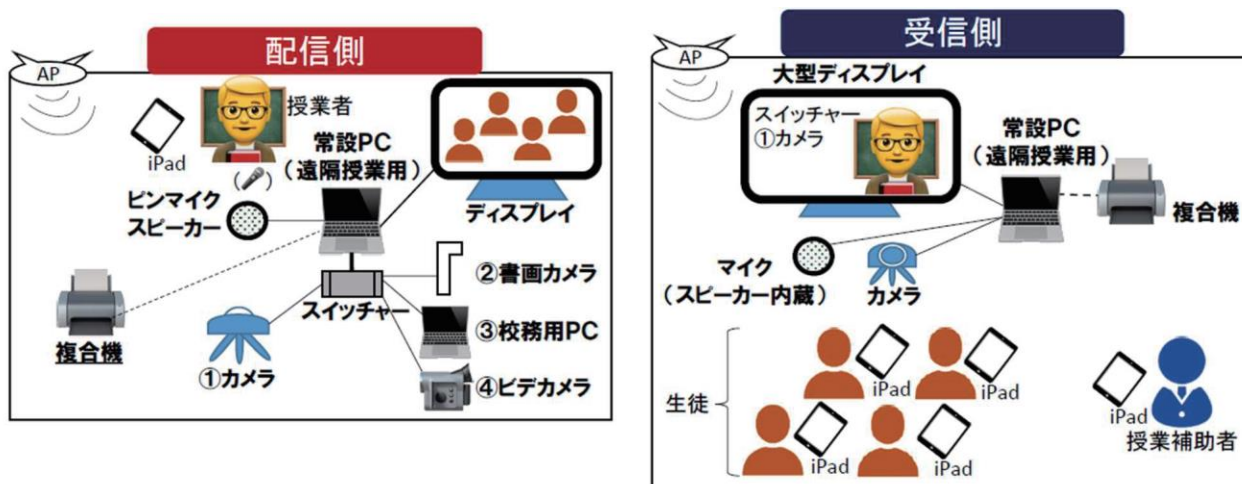 配信側
AP
授業者
iPad
常設PC
(遠隔授業用)
ピンマイク
スピーカー
ディスプレイ
②書画カメラ
スイッチャー
③校務用PC
複合機
①カメラ
④ビデカメラ
受信側
AP
大型ディスプレイ
スイッチャー
①カメラ
常設PC
(遠隔授業用)
複合機
マイク
(スピーカー内蔵)
カメラ
生徒
iPad
iPad
iPad
iPad
iPad
授業補助者